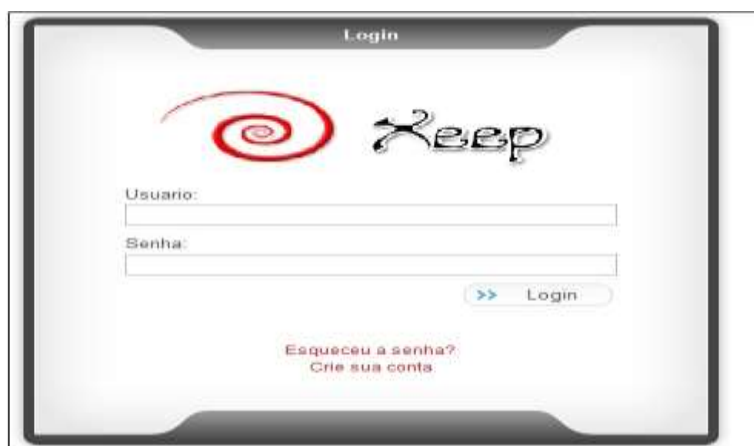 Login
Xeep
Usuario:
Senha:
>> Login
Esqueceu a senha?
Crie sua conta